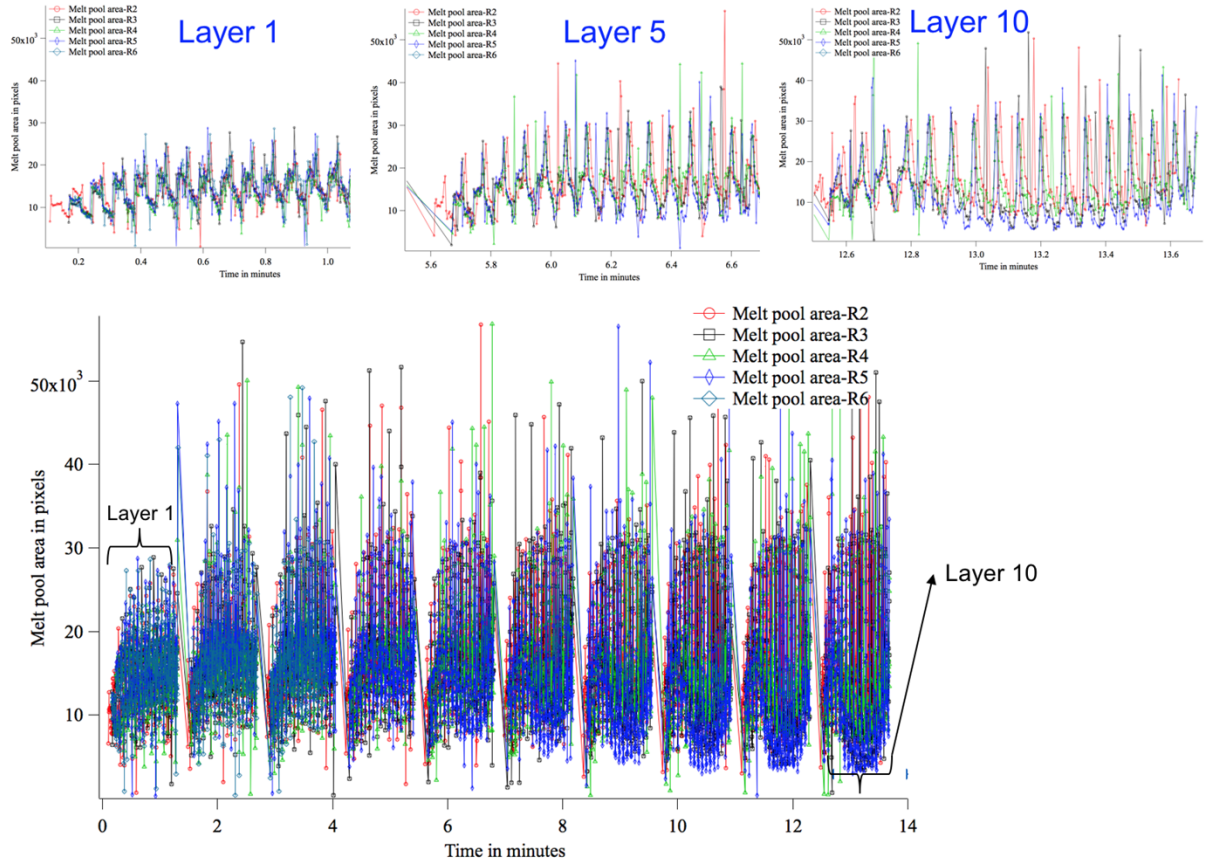 Layer 1
Melt pool area-R2
Melt pool area-R3
Melt pool area-R4
Melt pool area-R5
Melt pool area-R6
50x10³
40
30
20
10
Melt pool area in pixels
0.2
0.4
0.6
0.8
1.0
Time in minutes
Layer 5
Melt pool area-R2
Melt pool area-R3
Melt pool area-R4
Melt pool area-R5
Melt pool area-R6
50x10³
40
30
20
10
Melt pool area in pixels
5.6
5.8
6.0
6.2
6.4
6.6
Time in minutes
Layer 10
Melt pool area-R2
Melt pool area-R3
Melt pool area-R4
Melt pool area-R5
Melt pool area-R6
50x10³
40
30
20
10
Melt pool area in pixels
12.6
12.8
13.0
13.2
13.4
13.6
Time in minutes
Melt pool area-R2
Melt pool area-R3
Melt pool area-R4
Melt pool area-R5
Melt pool area-R6
50x10³
40
30
20
10
Melt pool area in pixels
Layer 1
Layer 10
0
2
4
6
8
10
12
14
Time in minutes